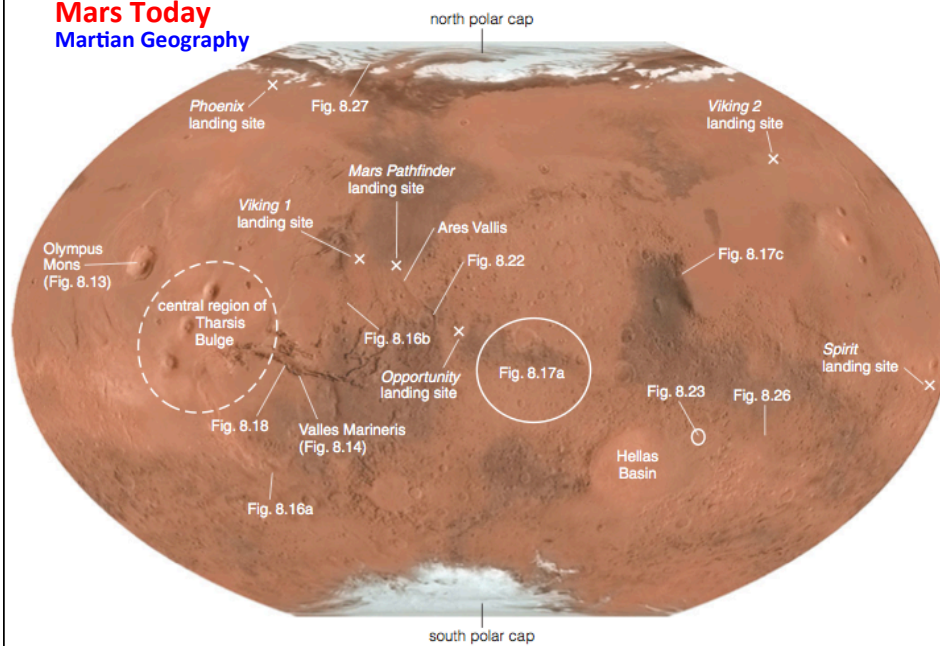 Mars Today
Martian Geography
north polar cap
Phoenix
landing site
Fig. 8.27
Viking 2
landing site
Mars Pathfinder
landing site
Viking 1
landing site
Ares Vallis
Olympus
Mons
(Fig. 8.13)
Fig. 8.22
Fig. 8.17c
central region of
Tharsis
Bulge
Fig. 8.16b
Opportunity
landing site
Fig. 8.17a
Spirit
landing site
Fig. 8.18
Valles Marineris
(Fig. 8.14)
Fig. 8.23
Fig. 8.26
Hellas
Basin
Fig. 8.16a
south polar cap